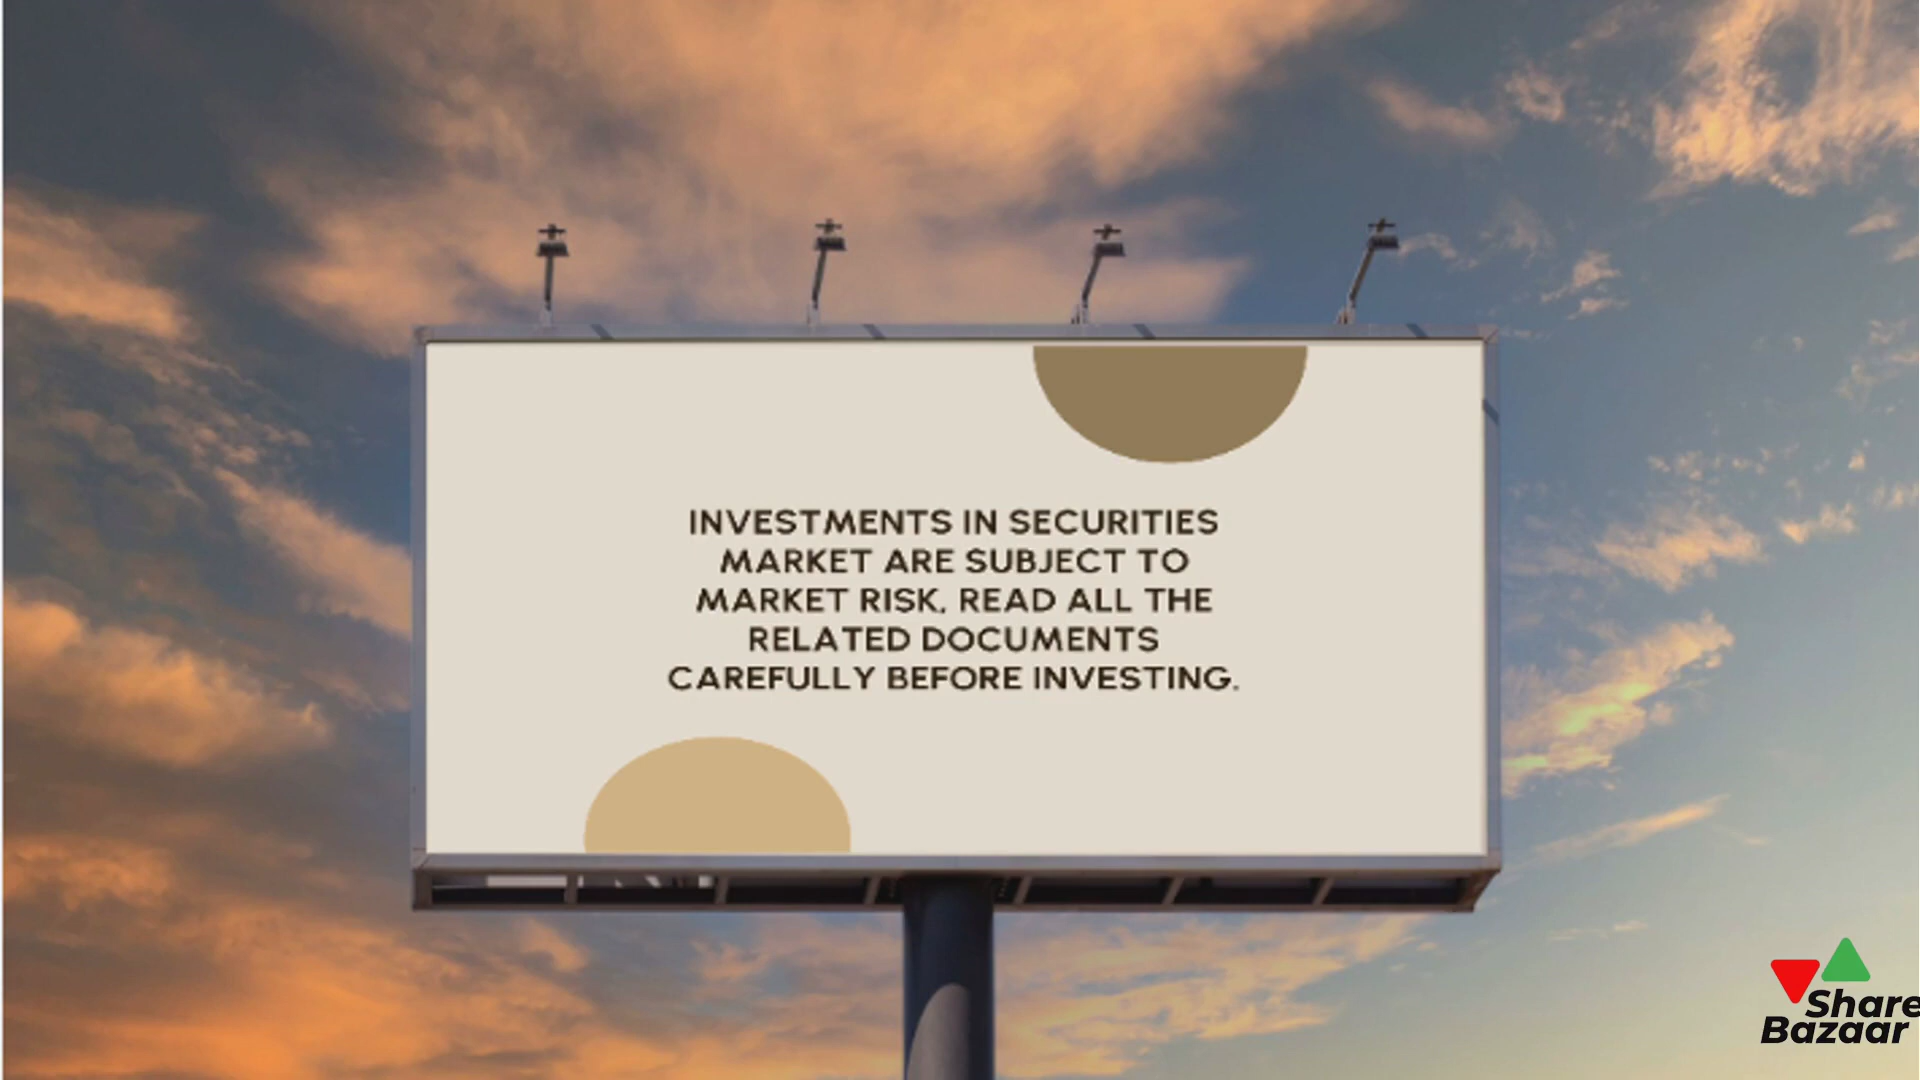 INVESTMENTS IN SECURITIES
MARKET ARE SUBJECT TO
MARKET RISK, READ ALL THE
RELATED DOCUMENTS
CAREFULLY BEFORE INVESTING.
Share
Bazaar